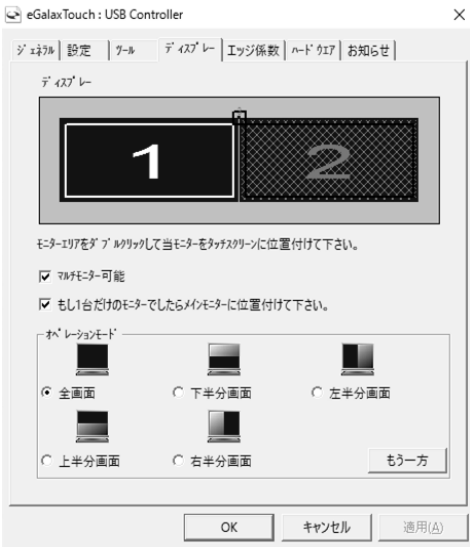 eGalaxTouch : USB Controller
ｼﾞｪﾈﾗﾙ 設定 ﾂｰﾙ ﾃﾞｨｽﾌﾟﾚｰ エッジ係数 ﾊｰﾄﾞｳｴｱ お知らせ
ﾃﾞｨｽﾌﾟﾚｰ
1 2
ﾓﾆﾀｰｴﾘｱをﾀﾞﾌﾞﾙｸﾘｯｸして当ﾓﾆﾀｰをﾀｯﾁｽｸﾘｰﾝに位置付けて下さい。
ﾏﾙﾁﾓﾆﾀｰ可能
もし1台だけのﾓﾆﾀｰでしたらﾒｲﾝﾓﾆﾀｰに位置付けて下さい。
ｵﾍﾟﾚｰｼｮﾝﾓｰﾄﾞ
全画面 下半分画面 左半分画面
上半分画面 右半分画面 もう一方
OK キャンセル 適用(A)